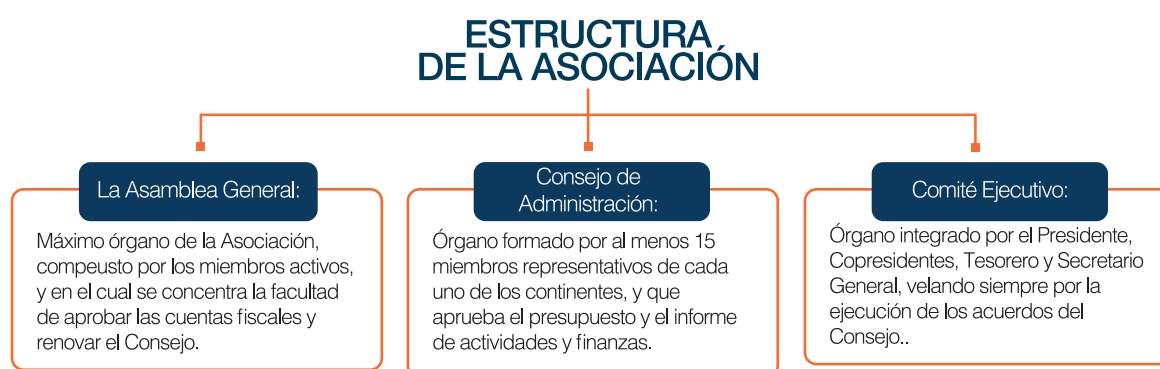 ESTRUCTURA
DE LA ASOCIACIÓN
La Asamblea General:
Máximo órgano de la Asociación,
compeusto por los miembros activos,
y en el cual se concentra la facultad
de aprobar las cuentas fiscales y
renovar el Consejo.
Consejo de
Administración:
Órgano formado por al menos 15
miembros representativos de cada
uno de los continentes, y que
aprueba el presupuesto y el informe
de actividades y finanzas.
Comité Ejecutivo:
Órgano integrado por el Presidente,
Copresidentes, Tesorero y Secretario
General, velando siempre por la
ejecución de los acuerdos del
Consejo..